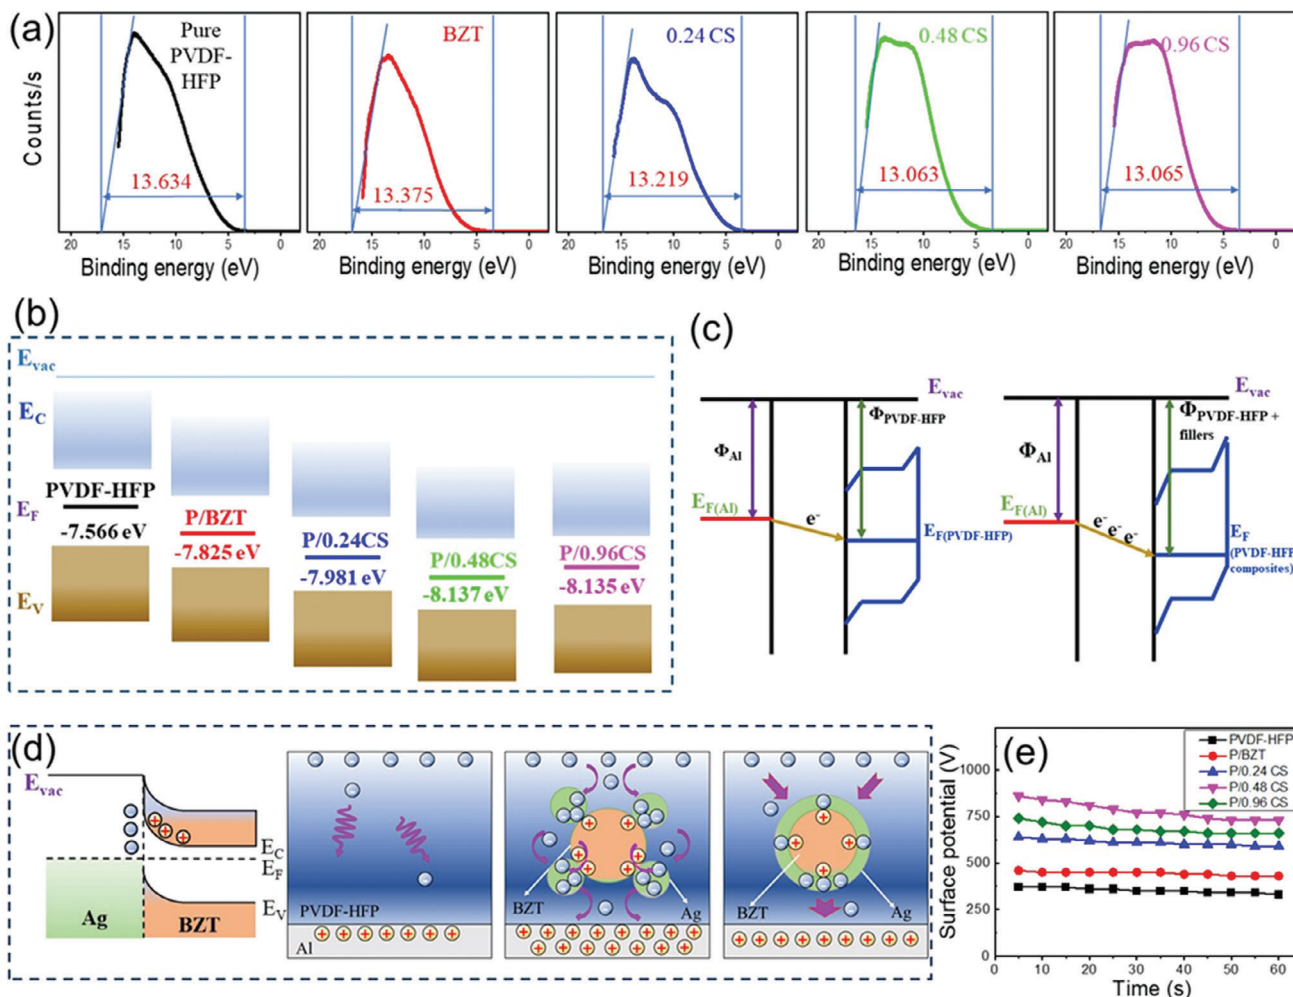 (a)
Counts/s
Pure
PVDF-
HFP
13.634
20 15 10 5 0
Binding energy (eV)
BZT
13.375
20 15 10 5 0
Binding energy (eV)
0.24 CS
13.219
20 15 10 5 0
Binding energy (eV)
0.48 CS
13.063
20 15 10 5 0
Binding energy (eV)
0.96 CS
13.065
20 15 10 5 0
Binding energy (eV)
(b)
Evac
EC
EF
EV
PVDF-HFP
-7.566 eV
P/BZT
-7.825 eV
P/0.24CS
-7.981 eV
P/0.48CS
-8.137 eV
P/0.96CS
-8.135 eV
(c)
Evac
ΦAl
ΦPVDF-HFP
EF(Al)
e-
EF(PVDF-HFP)
Evac
ΦAl
ΦPVDF-HFP +
fillers
EF(Al)
e-
e-
e-
EF
(PVDF-HFP
composites)
(d)
Evac
EC
EF
EV
Ag
BZT
PVDF-HFP
Al
BZT
Ag
BZT
Ag
(e)
Surface potential (V)
1000
750
500
250
0
PVDF-HFP
P/BZT
P/0.24 CS
P/0.48 CS
P/0.96 CS
0 10 20 30 40 50 60
Time (s)